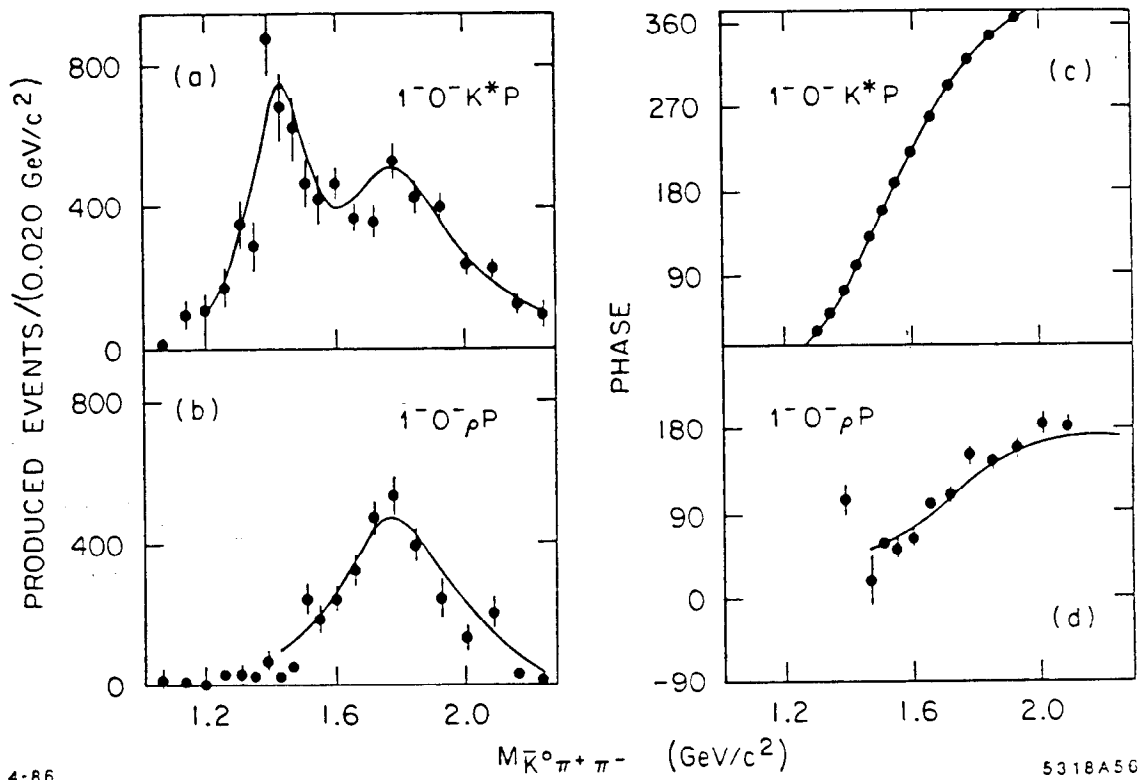 PRODUCED EVENTS/(0.020 GeV/c²)
800
400
0
(a)
1⁻0⁻K*P
800
400
0
(b)
1⁻0⁻ρP
1.2
1.6
2.0
PHASE
360
270
180
90
(c)
1⁻0⁻K*P
180
90
0
-90
(d)
1⁻0⁻ρP
1.2
1.6
2.0
M K̄⁰π⁺π⁻ (GeV/c²)
4-86
5318A56